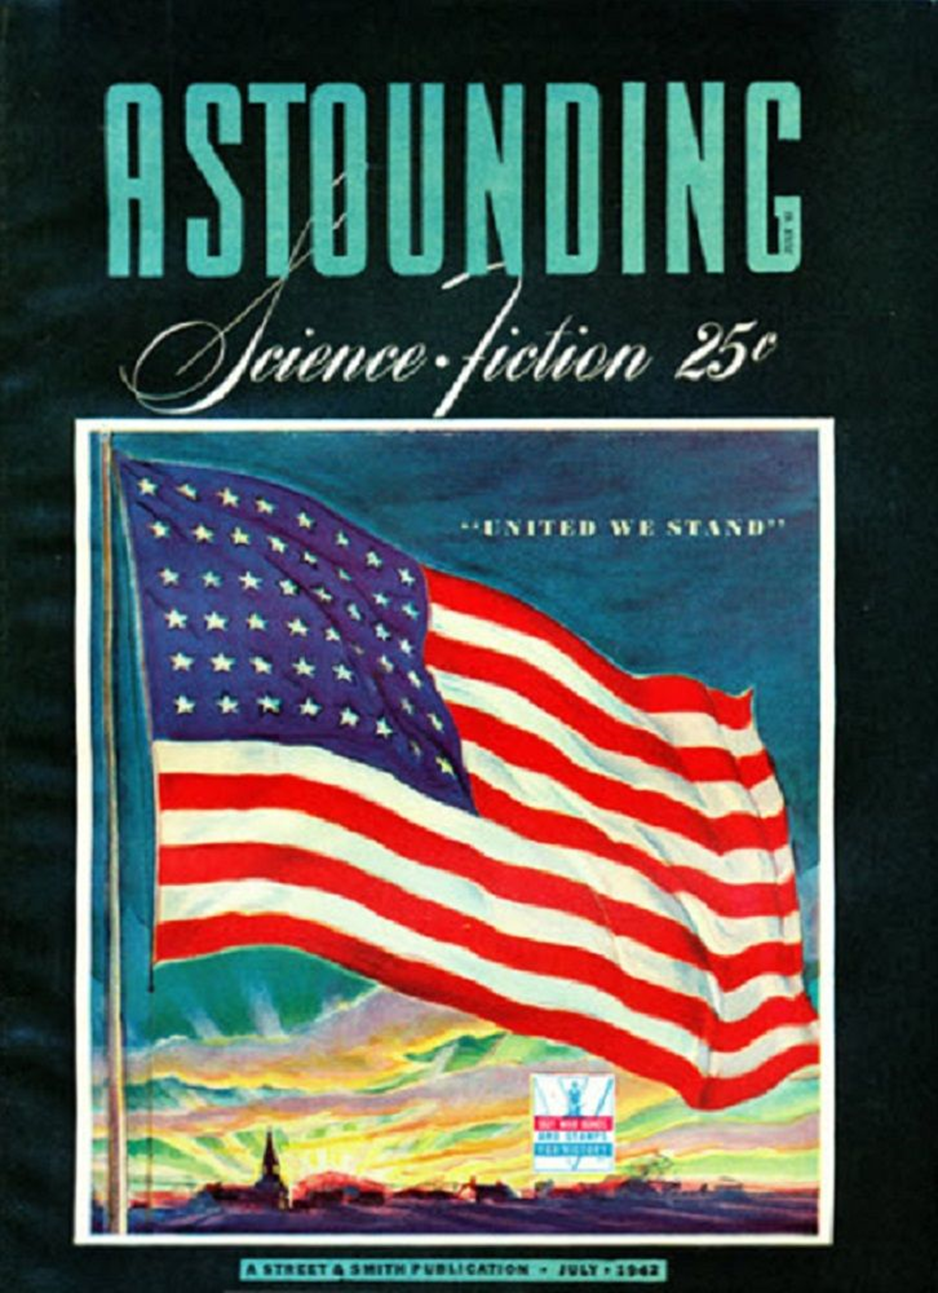 ASTOUNDING
Science·fiction 25c
"UNITED WE STAND"
BUY WAR BONDS
AND STAMPS
FOR VICTORY
A STREET & SMITH PUBLICATION • JULY • 1942